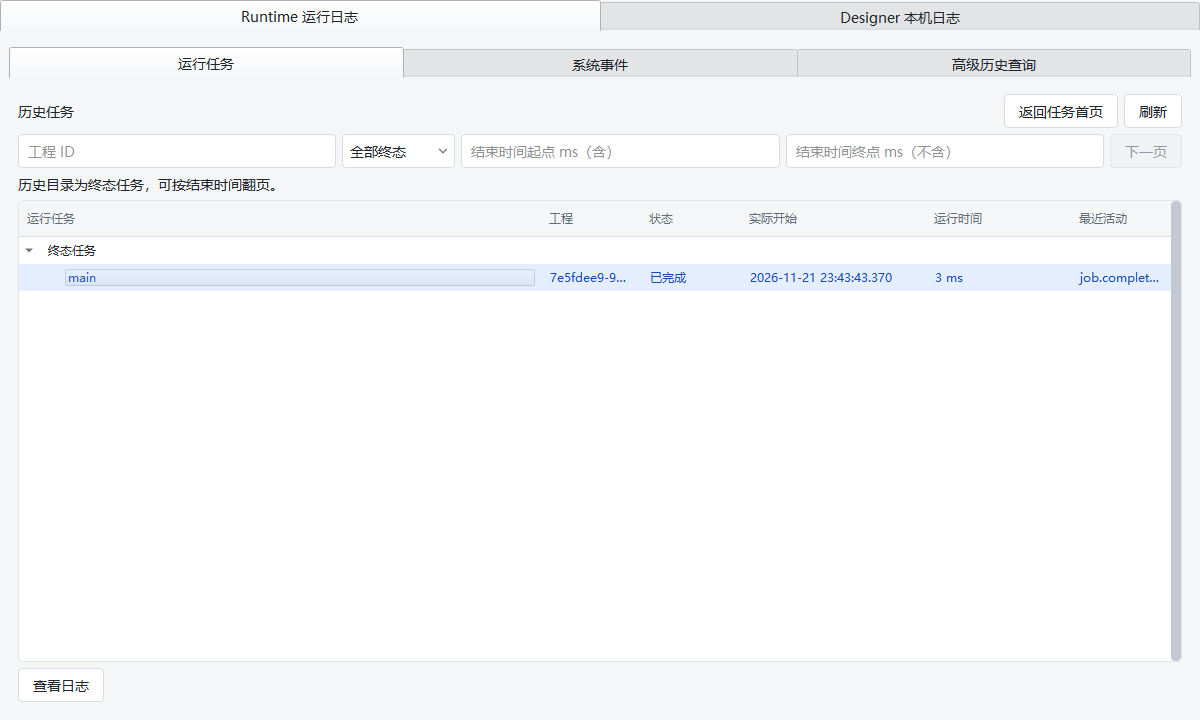 Runtime 运行日志 Designer 本机日志
运行任务 系统事件 高级历史查询
历史任务 返回任务首页 刷新
工程 ID 全部终态 结束时间起点 ms（含） 结束时间终点 ms（不含） 下一页
历史目录为终态任务，可按结束时间翻页。
运行任务 工程 状态 实际开始 运行时间 最近活动
终态任务
main 7e5fdee9-9... 已完成 2026-11-21 23:43:43.370 3 ms job.complet...
查看日志